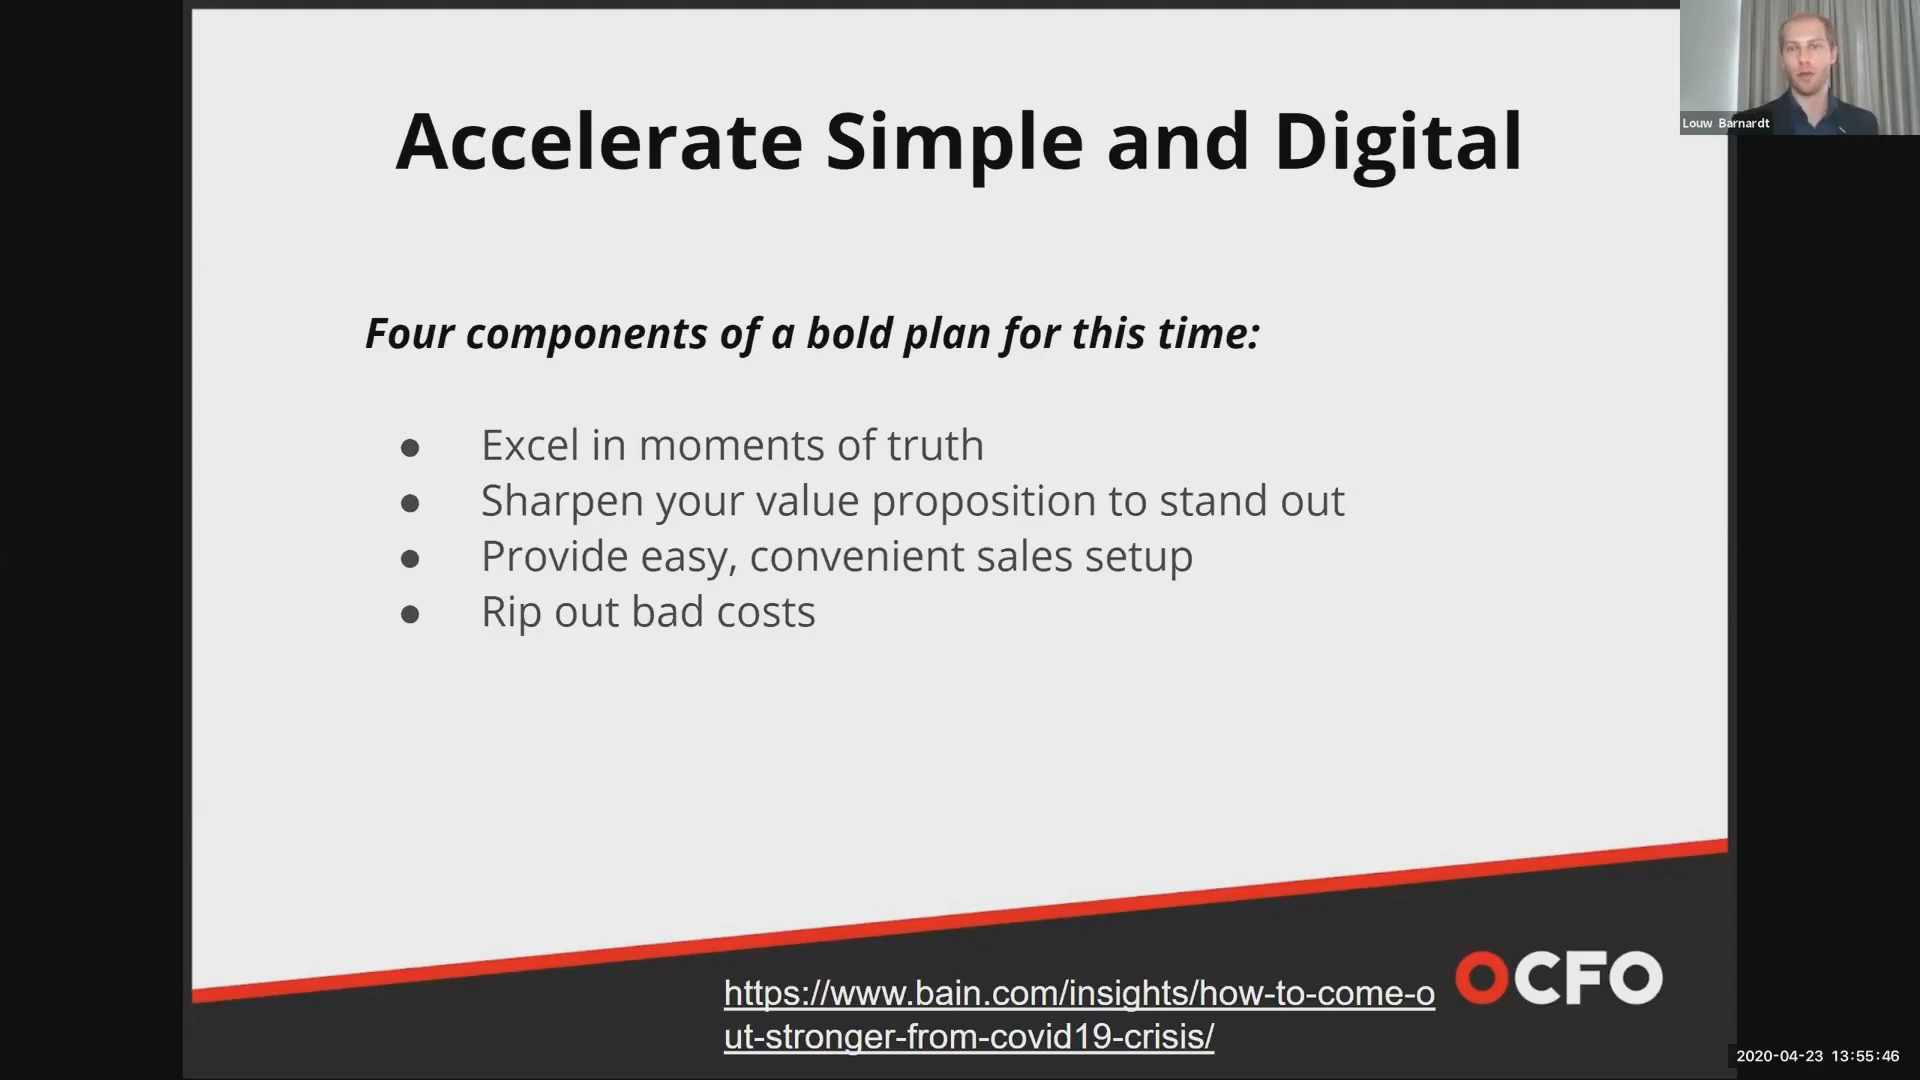 Accelerate Simple and Digital
Louw Barnardt
Four components of a bold plan for this time:
● Excel in moments of truth
● Sharpen your value proposition to stand out
● Provide easy, convenient sales setup
● Rip out bad costs
https://www.bain.com/insights/how-to-come-o
ut-stronger-from-covid19-crisis/
OCFO
2020-04-23 13:55:46